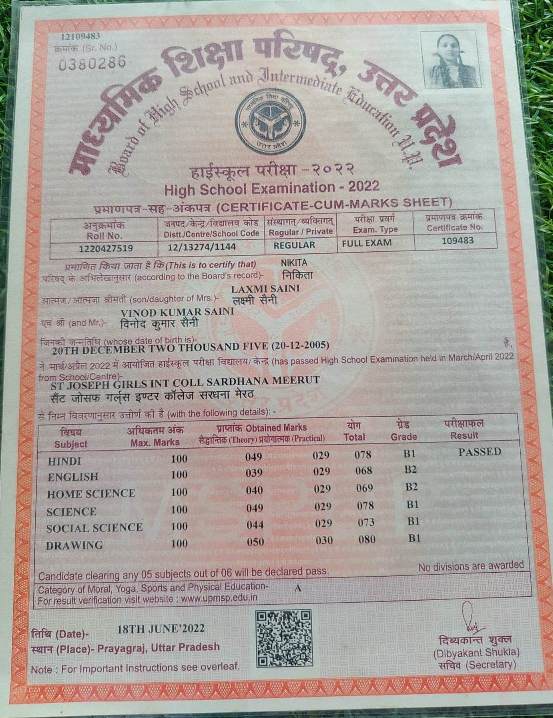 12109483
क्रमांक (Sr. No.)
0380286
माध्यमिक शिक्षा परिषद, उत्तर प्रदेश
Board of High School and Intermediate Education U.P.
हाईस्कूल परीक्षा -२०२२
High School Examination - 2022
प्रमाणपत्र-सह-अंकपत्र (CERTIFICATE-CUM-MARKS SHEET)
अनुक्रमांक जनपद/केन्द्र/विद्यालय कोड संस्थागत/व्यक्तिगत परीक्षा प्रवर्ग प्रमाणपत्र क्रमांक
Roll No. Distt./Centre/School Code Regular / Private Exam. Type Certificate No.
1220427519 12/13274/1144 REGULAR FULL EXAM 109483
प्रमाणित किया जाता है कि(This is to certify that) NIKITA
परिषद के अभिलेखानुसार (according to the Board's record)- निकिता
LAXMI SAINI
आत्मज/आत्मजा श्रीमती (son/daughter of Mrs.)- लक्ष्मी सैनी
VINOD KUMAR SAINI
एवं श्री (and Mr.)- विनोद कुमार सैनी
जिनकी जन्मतिथि (whose date of birth is)-
20TH DECEMBER TWO THOUSAND FIVE (20-12-2005) है,
ने मार्च/अप्रैल 2022 में आयोजित हाईस्कूल परीक्षा विद्यालय/केन्द्र (has passed High School Examination held in March/April 2022
from School/Centre)-
ST JOSEPH GIRLS INT COLL SARDHANA MEERUT
सैंट जोसफ गर्ल्स इण्टर कॉलेज सरधना मेरठ
से निम्न विवरणानुसार उत्तीर्ण की है (with the following details): -
विषय अधिकतम अंक प्राप्तांक Obtained Marks योग ग्रेड परीक्षाफल
Subject Max. Marks सैद्धान्तिक (Theory) प्रयोगात्मक (Practical) Total Grade Result
HINDI 100 049 029 078 B1 PASSED
ENGLISH 100 039 029 068 B2
HOME SCIENCE 100 040 029 069 B2
SCIENCE 100 049 029 078 B1
SOCIAL SCIENCE 100 044 029 073 B1
DRAWING 100 050 030 080 B1
Candidate clearing any 05 subjects out of 06 will be declared pass. No divisions are awarded
Category of Moral, Yoga, Sports and Physical Education- A
For result verification visit website : www.upmsp.edu.in
तिथि (Date)- 18TH JUNE'2022
स्थान (Place)- Prayagraj, Uttar Pradesh
दिब्यकान्त शुक्ल
(Dibyakant Shukla)
सचिव (Secretary)
Note : For Important Instructions see overleaf.